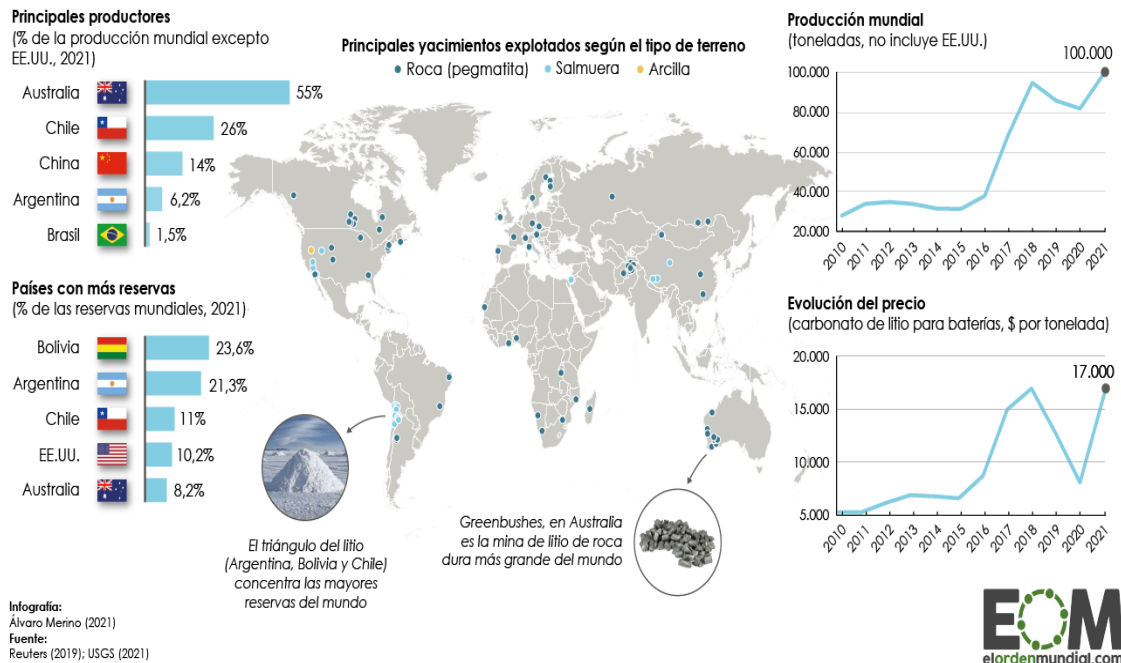 Principales productores
(% de la producción mundial excepto
EE.UU., 2021)
Australia 55%
Chile 26%
China 14%
Argentina 6,2%
Brasil 1,5%
Países con más reservas
(% de las reservas mundiales, 2021)
Bolivia 23,6%
Argentina 21,3%
Chile 11%
EE.UU. 10,2%
Australia 8,2%
Principales yacimientos explotados según el tipo de terreno
Roca (pegmatita) Salmuera Arcilla
El triángulo del litio
(Argentina, Bolivia y Chile)
concentra las mayores
reservas del mundo
Greenbushes, en Australia
es la mina de litio de roca
dura más grande del mundo
Producción mundial
(toneladas, no incluye EE.UU.)
100.000
100.000
80.000
60.000
40.000
20.000
2010 2011 2012 2013 2014 2015 2016 2017 2018 2019 2020 2021
Evolución del precio
(carbonato de litio para baterías, $ por tonelada)
20.000
17.000
15.000
10.000
5.000
2010 2011 2012 2013 2014 2015 2016 2017 2018 2019 2020 2021
Infografía:
Álvaro Merino (2021)
Fuente:
Reuters (2019); USGS (2021)
EOM
elordenmundial.com